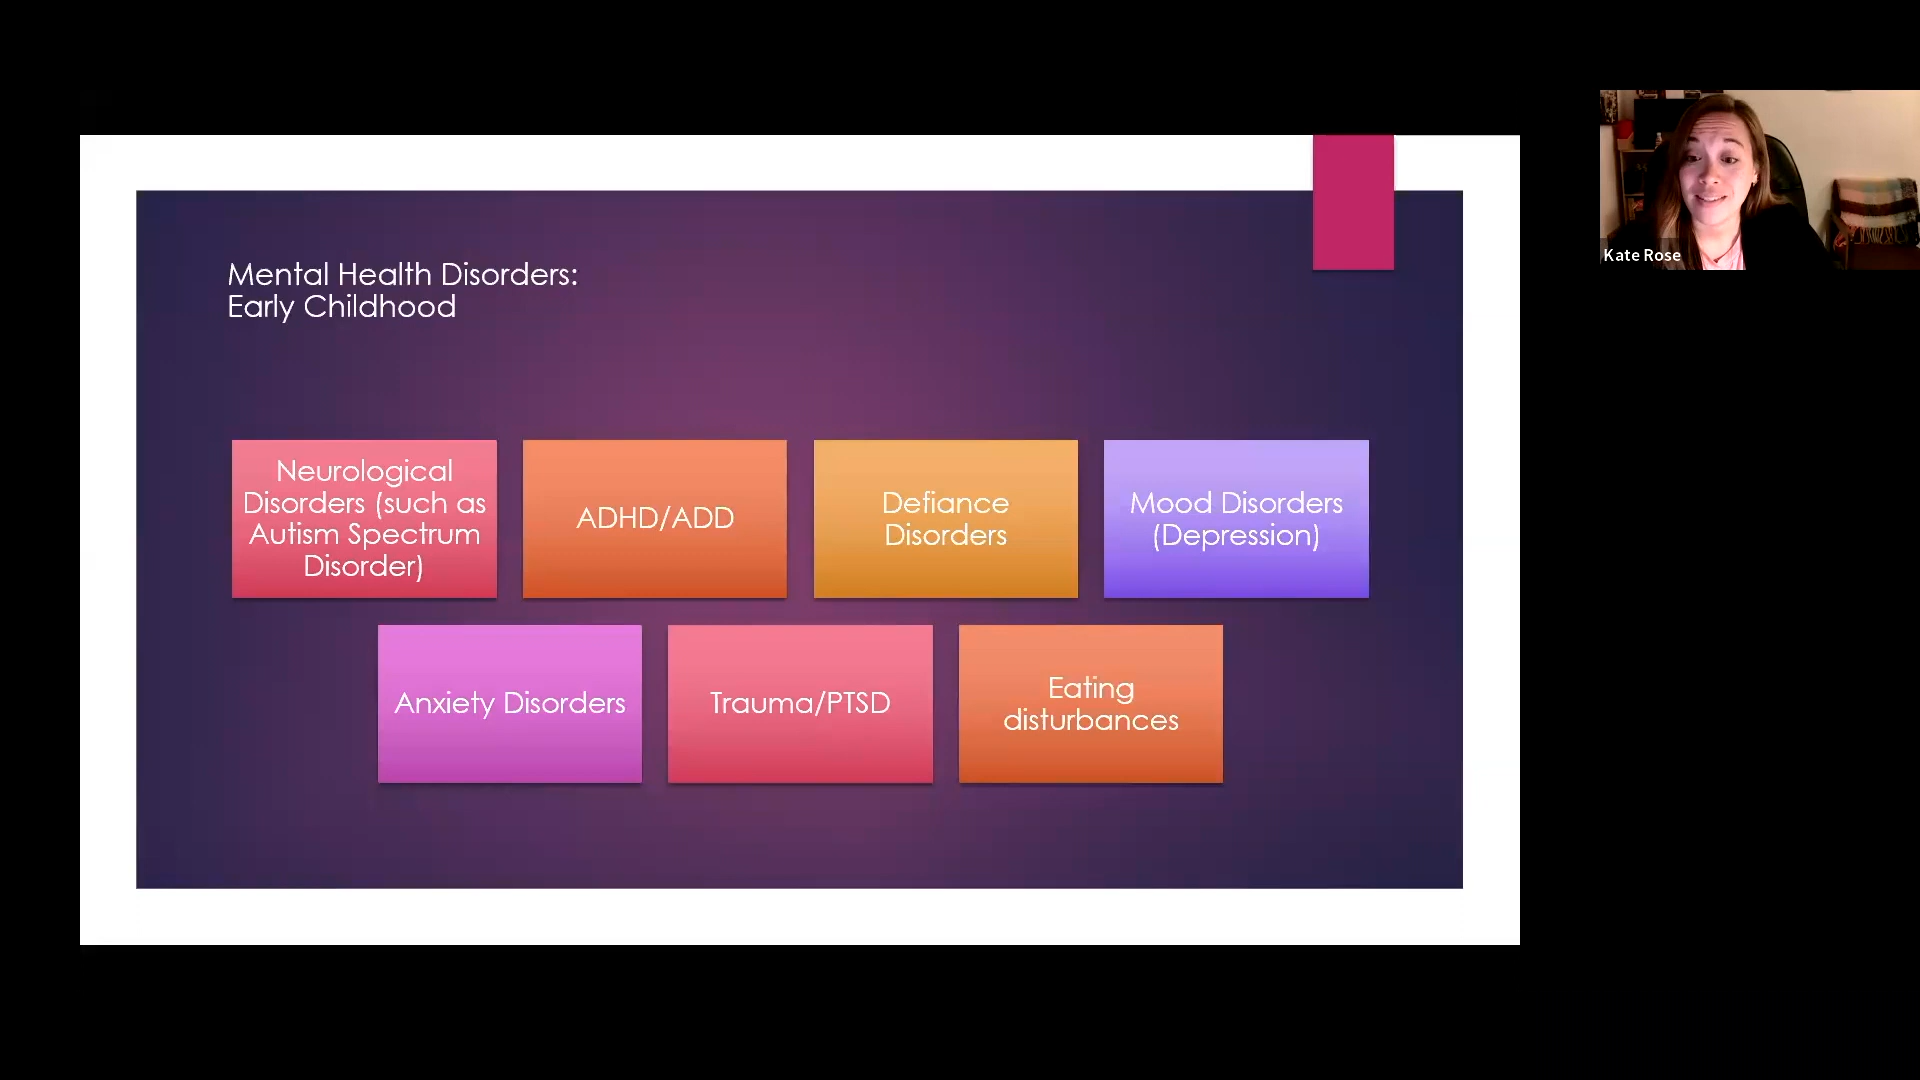 Mental Health Disorders:
Early Childhood
Neurological
Disorders (such as
Autism Spectrum
Disorder)
ADHD/ADD
Defiance
Disorders
Mood Disorders
(Depression)
Anxiety Disorders
Trauma/PTSD
Eating
disturbances
Kate Rose